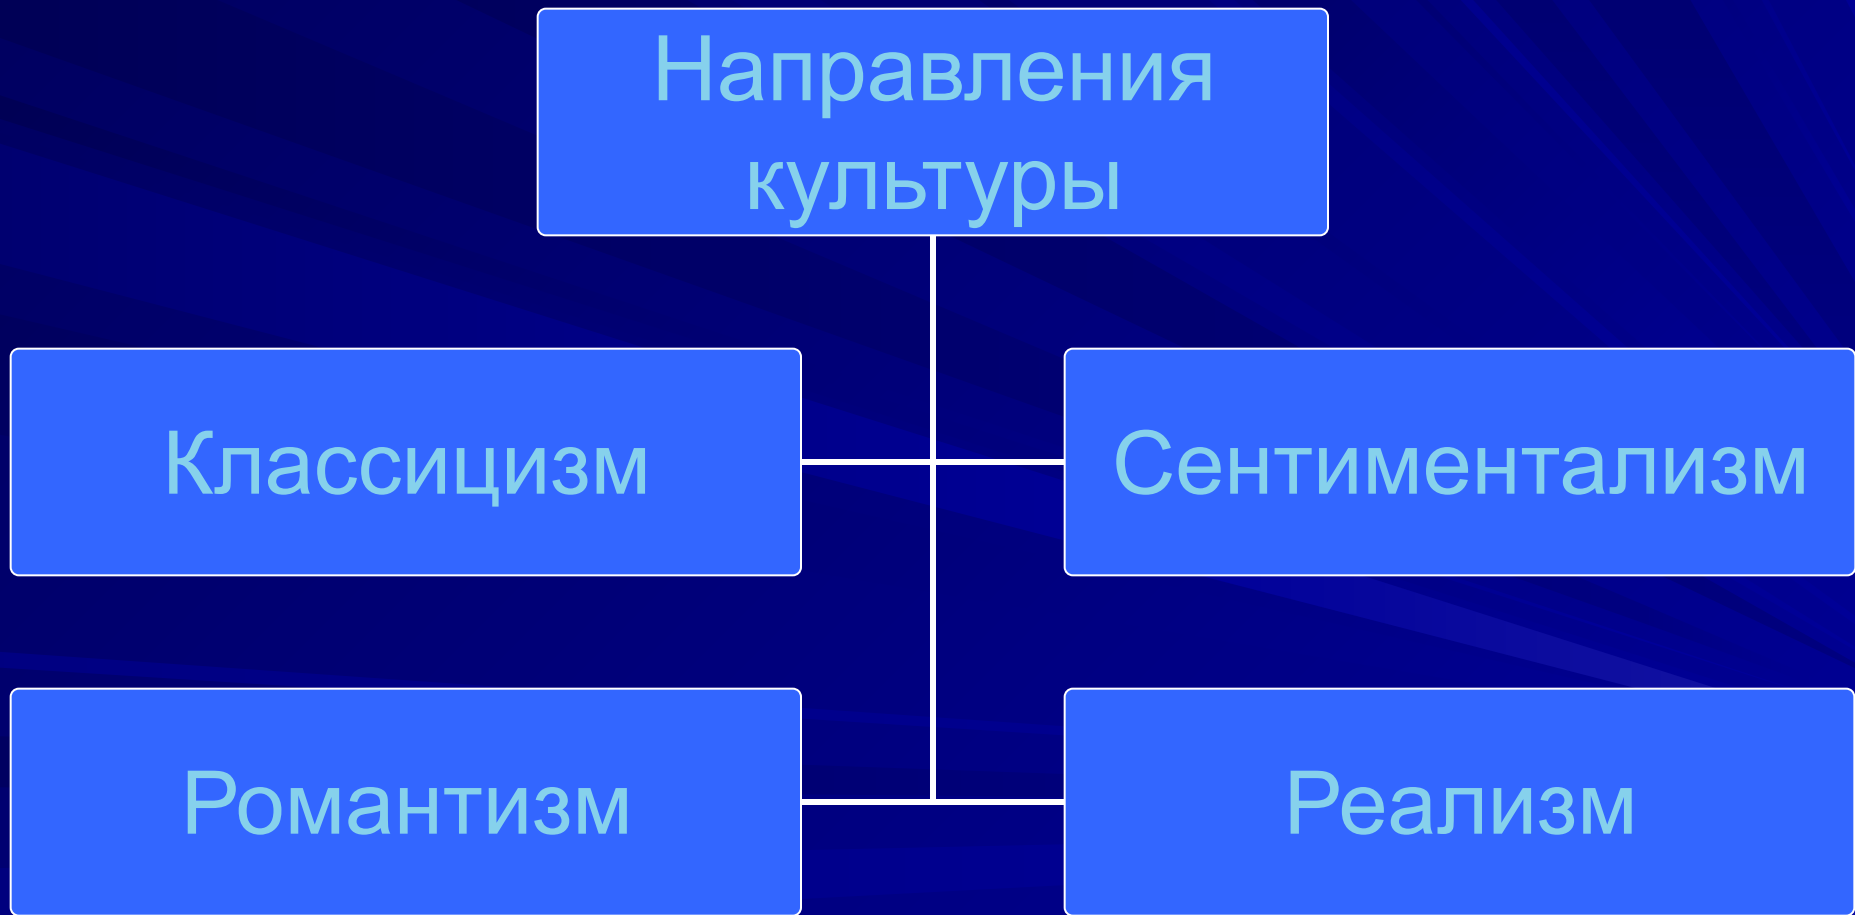 Направления
культуры
Классицизм
Сентиментализм
Романтизм
Реализм